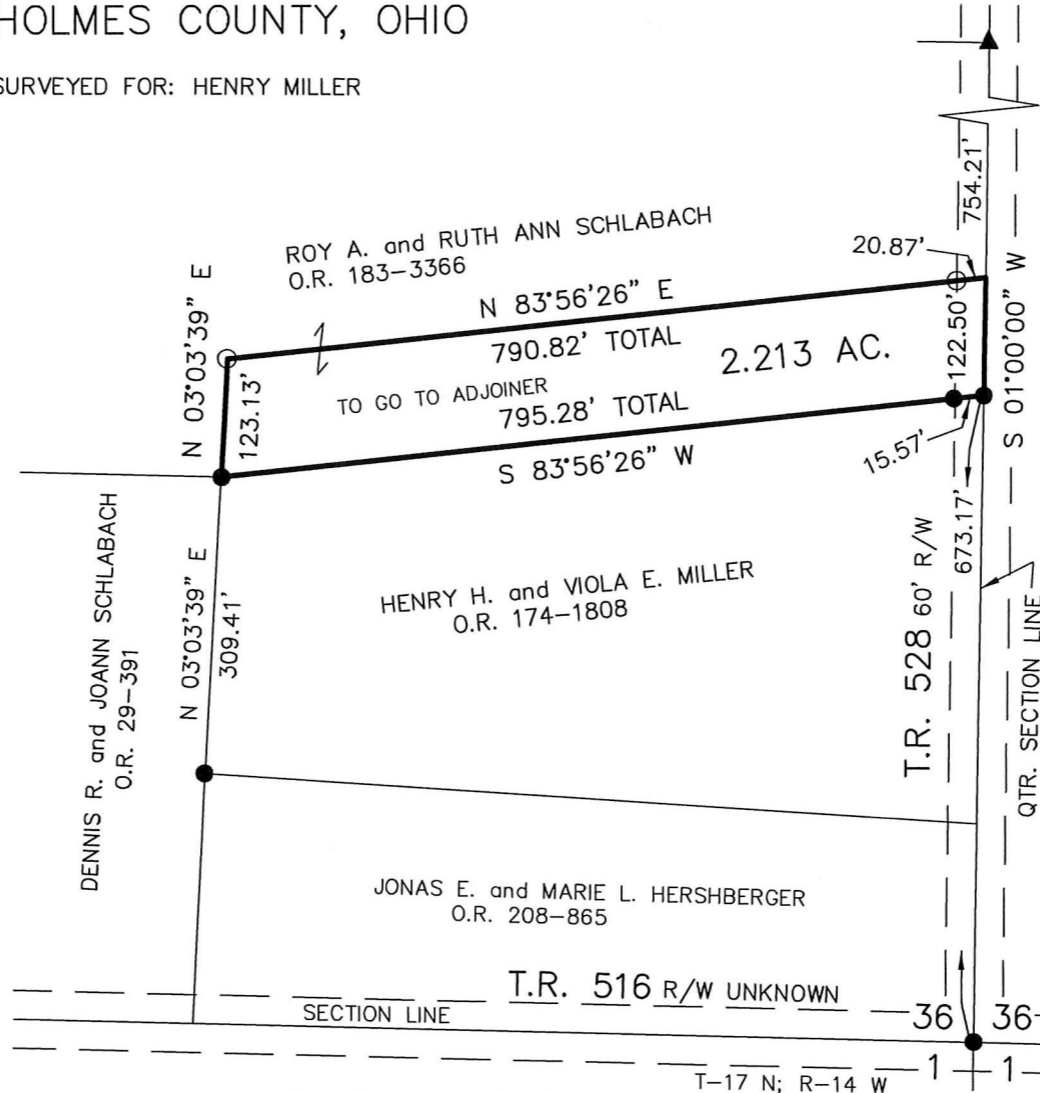 HOLMES COUNTY, OHIO
SURVEYED FOR: HENRY MILLER
754.21'
ROY A. and RUTH ANN SCHLABACH
O.R. 183-3366
20.87'
N 03°03'39" E
123.13'
N 83°56'26" E
790.82' TOTAL
2.213 AC.
122.50'
S 01°00'00" W
TO GO TO ADJOINER
795.28' TOTAL
S 83°56'26" W
15.57'
673.17'
DENNIS R. and JOANN SCHLABACH
O.R. 29-391
N 03°03'39" E
309.41'
HENRY H. and VIOLA E. MILLER
O.R. 174-1808
T.R. 528 60' R/W
QTR. SECTION LINE
JONAS E. and MARIE L. HERSHBERGER
O.R. 208-865
T.R. 516 R/W UNKNOWN
SECTION LINE
36 36
1 1
T-17 N; R-14 W